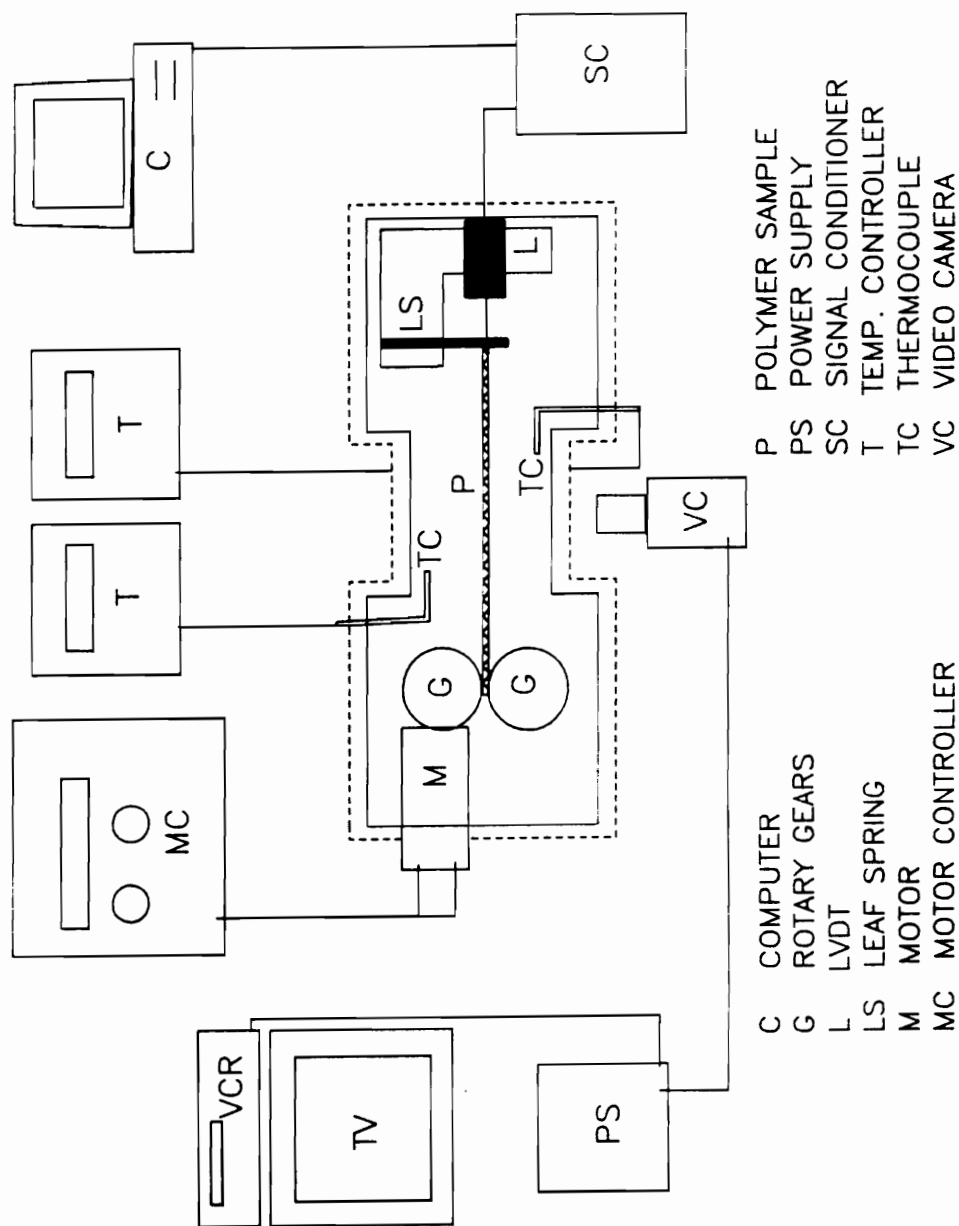 VCR
TV
PS
MC
T
T
C
M
G
G
TC
P
TC
LS
L
SC
VC
C COMPUTER
G ROTARY GEARS
L LVDT
LS LEAF SPRING
M MOTOR
MC MOTOR CONTROLLER
P POLYMER SAMPLE
PS POWER SUPPLY
SC SIGNAL CONDITIONER
T TEMP. CONTROLLER
TC THERMOCOUPLE
VC VIDEO CAMERA